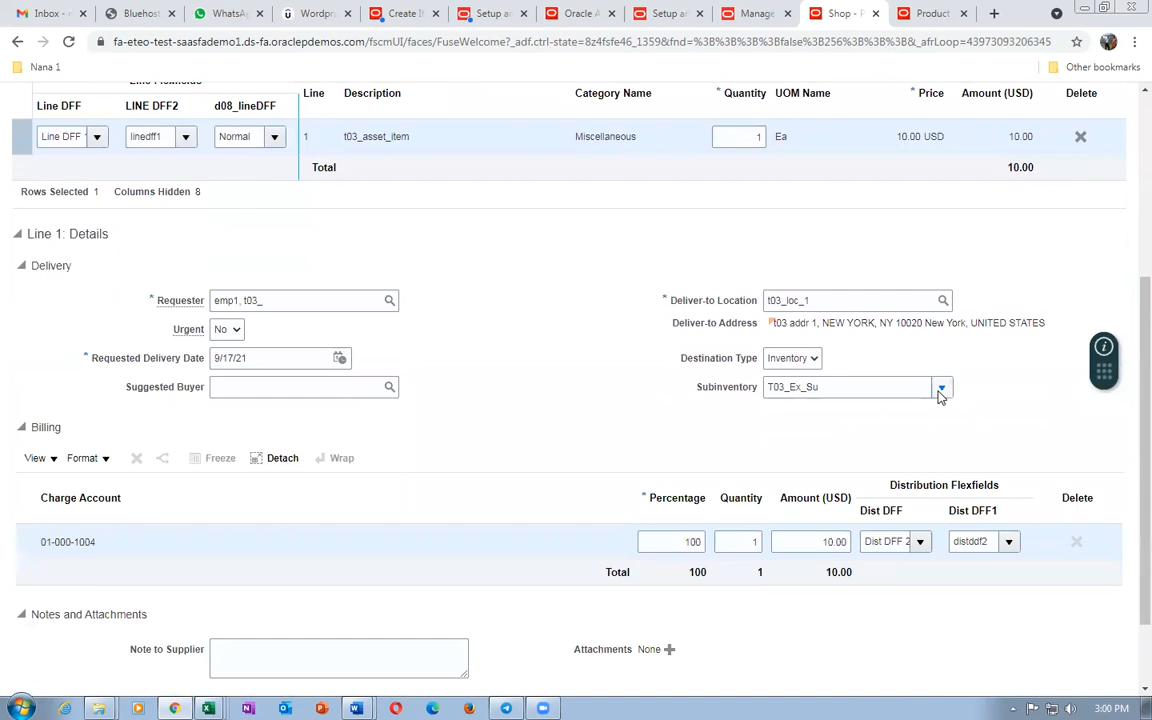 Inbox -
Bluehost
WhatsA
Wordpr
Create I
Setup a
Oracle A
Setup a
Manage
Shop - P
Product
fa-eteo-test-saasfademo1.ds-fa.oraclepdemos.com/fscmUI/faces/FuseWelcome?_adf.ctrl-state=8z4fsfe46_1359&fnd=%3B%3B%3B%3Bfalse%3B256%3B%3B%3B&_afrLoop=43973093206345
Nana 1
Other bookmarks
Line DFF LINE DFF2 d08_lineDFF Line Description Category Name * Quantity UOM Name * Price Amount (USD) Delete
Line DFF linedff1 Normal 1 t03_asset_item Miscellaneous 1 Ea 10.00 USD 10.00
Total 10.00
Rows Selected 1 Columns Hidden 8
Line 1: Details
Delivery
* Requester emp1, t03_ * Deliver-to Location t03_loc_1
Urgent No Deliver-to Address t03 addr 1, NEW YORK, NY 10020 New York, UNITED STATES
* Requested Delivery Date 9/17/21 Destination Type Inventory
Suggested Buyer Subinventory T03_Ex_Su
Billing
View Format Freeze Detach Wrap
Distribution Flexfields
Charge Account * Percentage Quantity Amount (USD) Dist DFF Dist DFF1 Delete
01-000-1004 100 1 10.00 Dist DFF 2 distddf2
Total 100 1 10.00
Notes and Attachments
Note to Supplier Attachments None
3:00 PM